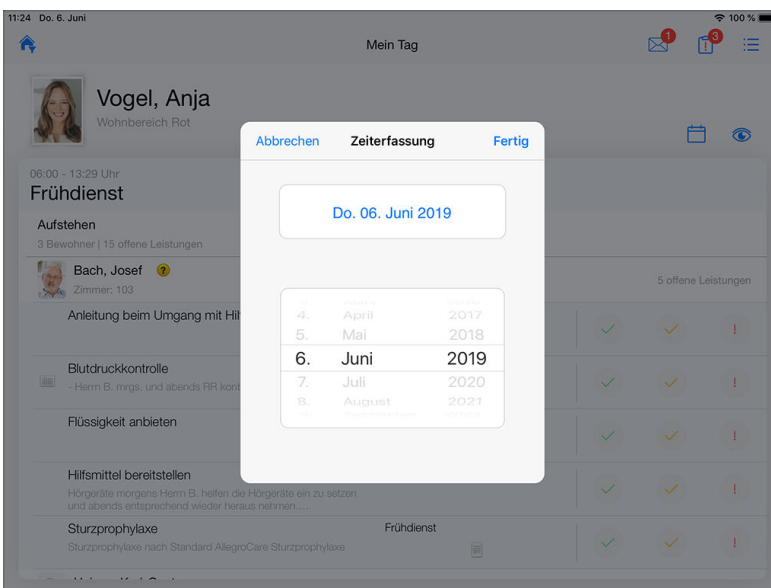 11:24 Do. 6. Juni
100 %
Mein Tag
1
3
Vogel, Anja
Wohnbereich Rot
Abbrechen Zeiterfassung Fertig
Do. 06. Juni 2019
06:00 - 13:29 Uhr
Frühdienst
Aufstehen
3 Bewohner | 15 offene Leistungen
Bach, Josef ?
Zimmer: 103
5 offene Leistungen
4. April 2017
5. Mai 2018
6. Juni 2019
7. Juli 2020
8. August 2021
Anleitung beim Umgang mit Hil
Blutdruckkontrolle
- Herrn B. mrgs. und abends RR kont
Flüssigkeit anbieten
Hilfsmittel bereitstellen
Hörgeräte morgens Herrn B. helfen die Hörgeräte ein zu setzen
und abends entsprechend wieder heraus nehmen....
Sturzprophylaxe Frühdienst
Sturzprophylaxe nach Standard AllegroCare Sturzprophylaxe